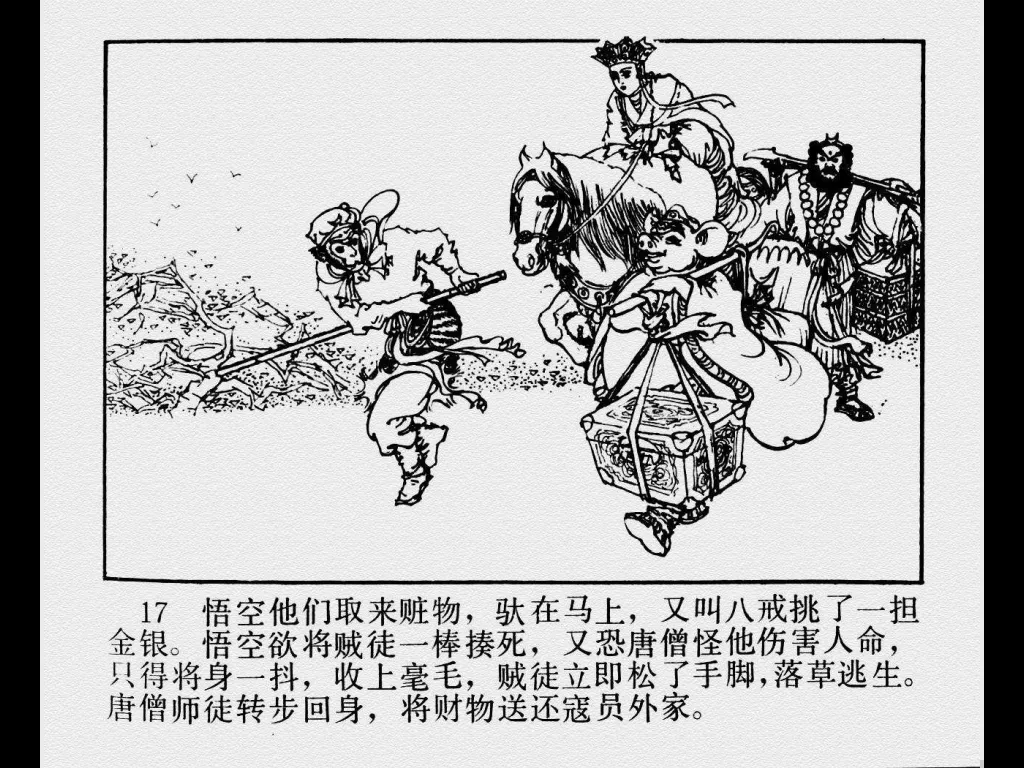 17 悟空他们取来赃物，驮在马上，又叫八戒挑了一担
金银。悟空欲将贼徒一棒揍死，又恐唐僧怪他伤害人命，
只得将身一抖，收上毫毛，贼徒立即松了手脚，落草逃生。
唐僧师徒转步回身，将财物送还寇员外家。